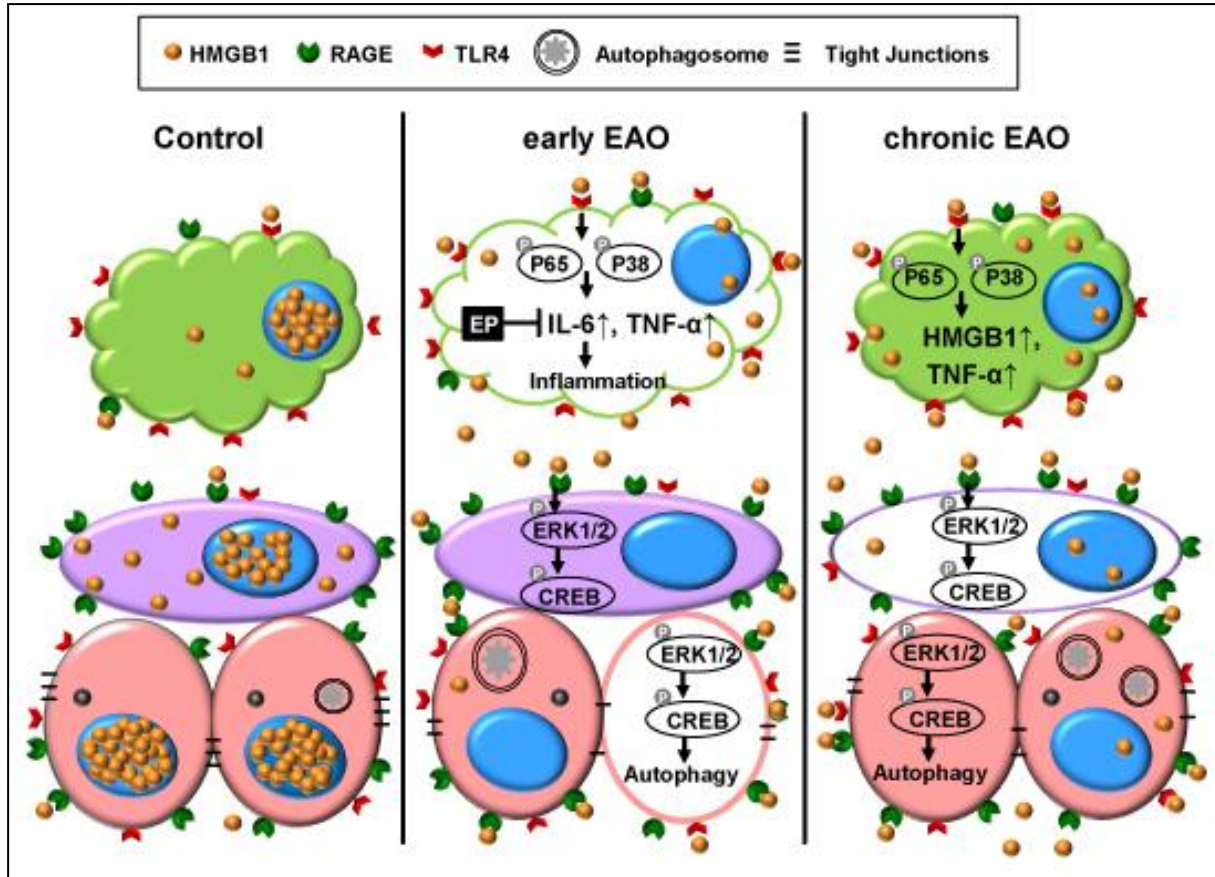 HMGB1 RAGE TLR4 Autophagosome Tight Junctions
Control
early EAO
chronic EAO
P P
P65 P38
EP IL-6↑, TNF-α↑
Inflammation
P P
P65 P38
HMGB1↑,
TNF-α↑
P
ERK1/2
P
CREB
P
ERK1/2
P
CREB
Autophagy
P
ERK1/2
P
CREB
P
ERK1/2
P
CREB
Autophagy